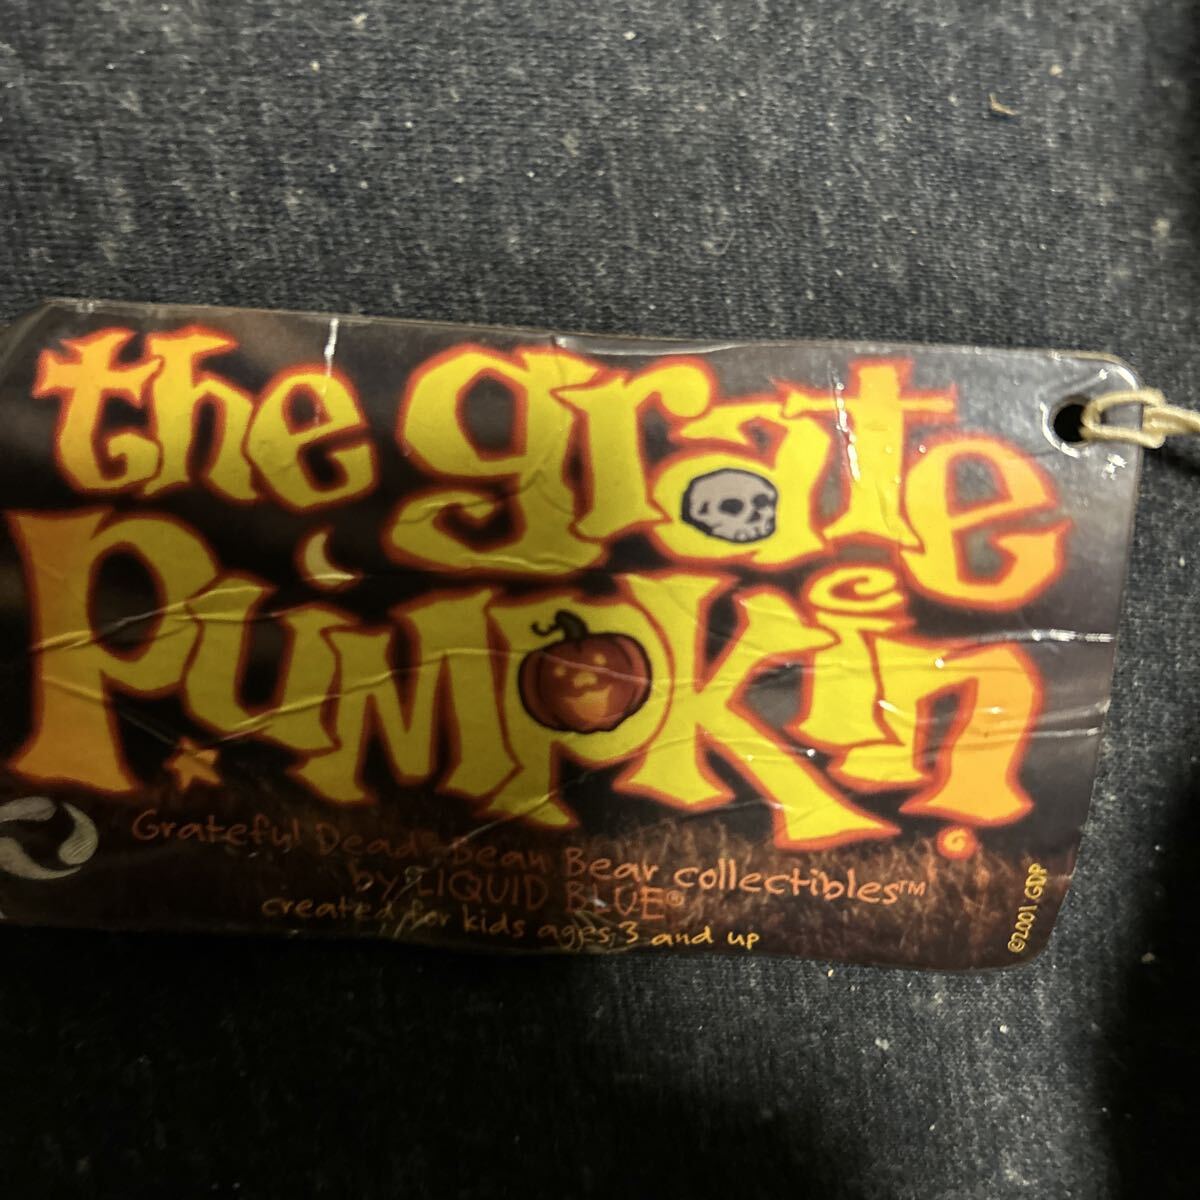 the grate
PUMPKin
Grateful Dead® Bean Bear collectibles™
by LIQUID BLUE®
created for kids ages 3 and up
©2001.GDP